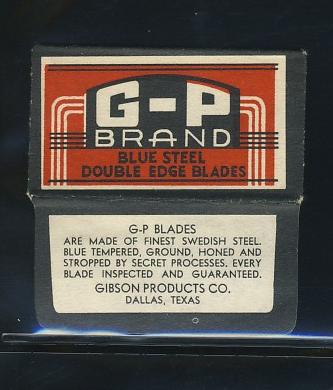 G-P
BRAND
BLUE STEEL
DOUBLE EDGE BLADES
G-P BLADES
ARE MADE OF FINEST SWEDISH STEEL.
BLUE TEMPERED, GROUND, HONED AND
STROPPED BY SECRET PROCESSES. EVERY
BLADE INSPECTED AND GUARANTEED.
GIBSON PRODUCTS CO.
DALLAS, TEXAS